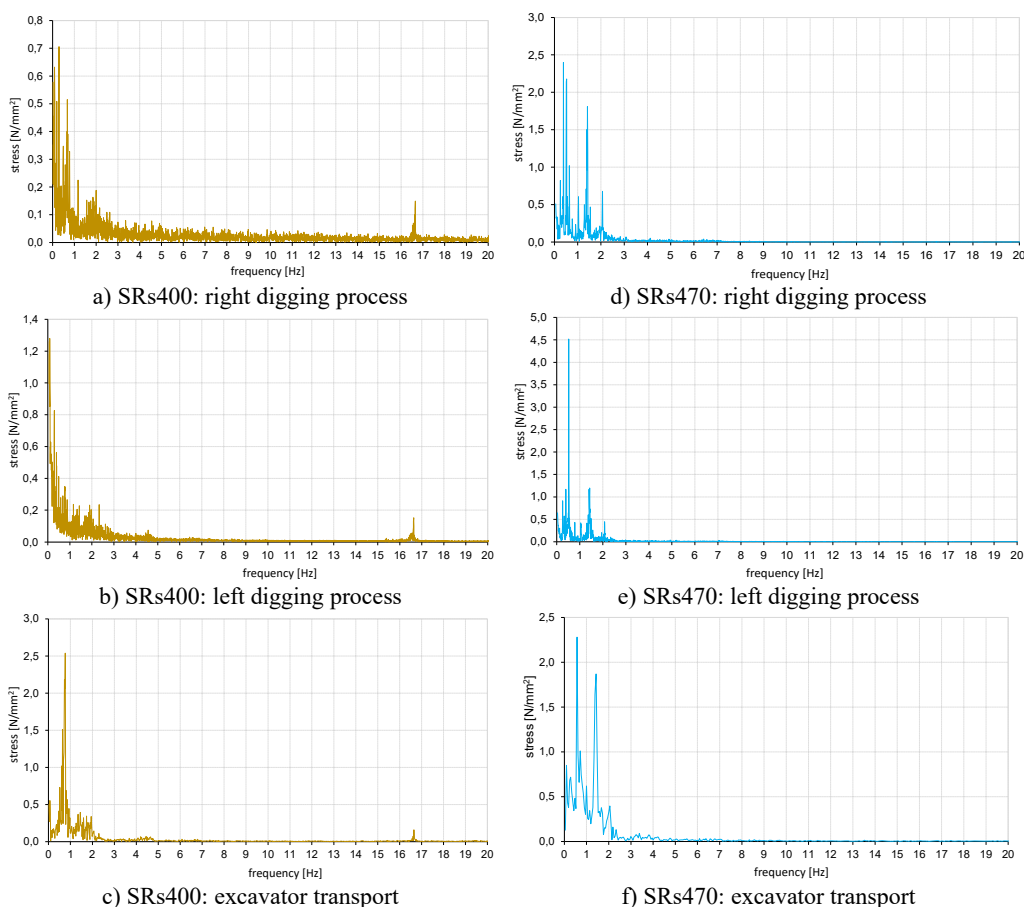 0,8
0,7
0,6
0,5
0,4
0,3
0,2
0,1
0,0
stress [N/mm²]
0 1 2 3 4 5 6 7 8 9 10 11 12 13 14 15 16 17 18 19 20
frequency [Hz]
a) SRs400: right digging process
3,0
2,5
2,0
1,5
1,0
0,5
0,0
stress [N/mm²]
0 1 2 3 4 5 6 7 8 9 10 11 12 13 14 15 16 17 18 19 20
frequency [Hz]
d) SRs470: right digging process
1,4
1,2
1,0
0,8
0,6
0,4
0,2
0,0
stress [N/mm²]
0 1 2 3 4 5 6 7 8 9 10 11 12 13 14 15 16 17 18 19 20
frequency [Hz]
b) SRs400: left digging process
5,0
4,5
4,0
3,5
3,0
2,5
2,0
1,5
1,0
0,5
0,0
stress [N/mm²]
0 1 2 3 4 5 6 7 8 9 10 11 12 13 14 15 16 17 18 19 20
frequency [Hz]
e) SRs470: left digging process
3,0
2,5
2,0
1,5
1,0
0,5
0,0
stress [N/mm²]
0 1 2 3 4 5 6 7 8 9 10 11 12 13 14 15 16 17 18 19 20
frequency [Hz]
c) SRs400: excavator transport
2,5
2,0
1,5
1,0
0,5
0,0
stress [N/mm²]
0 1 2 3 4 5 6 7 8 9 10 11 12 13 14 15 16 17 18 19 20
frequency [Hz]
f) SRs470: excavator transport